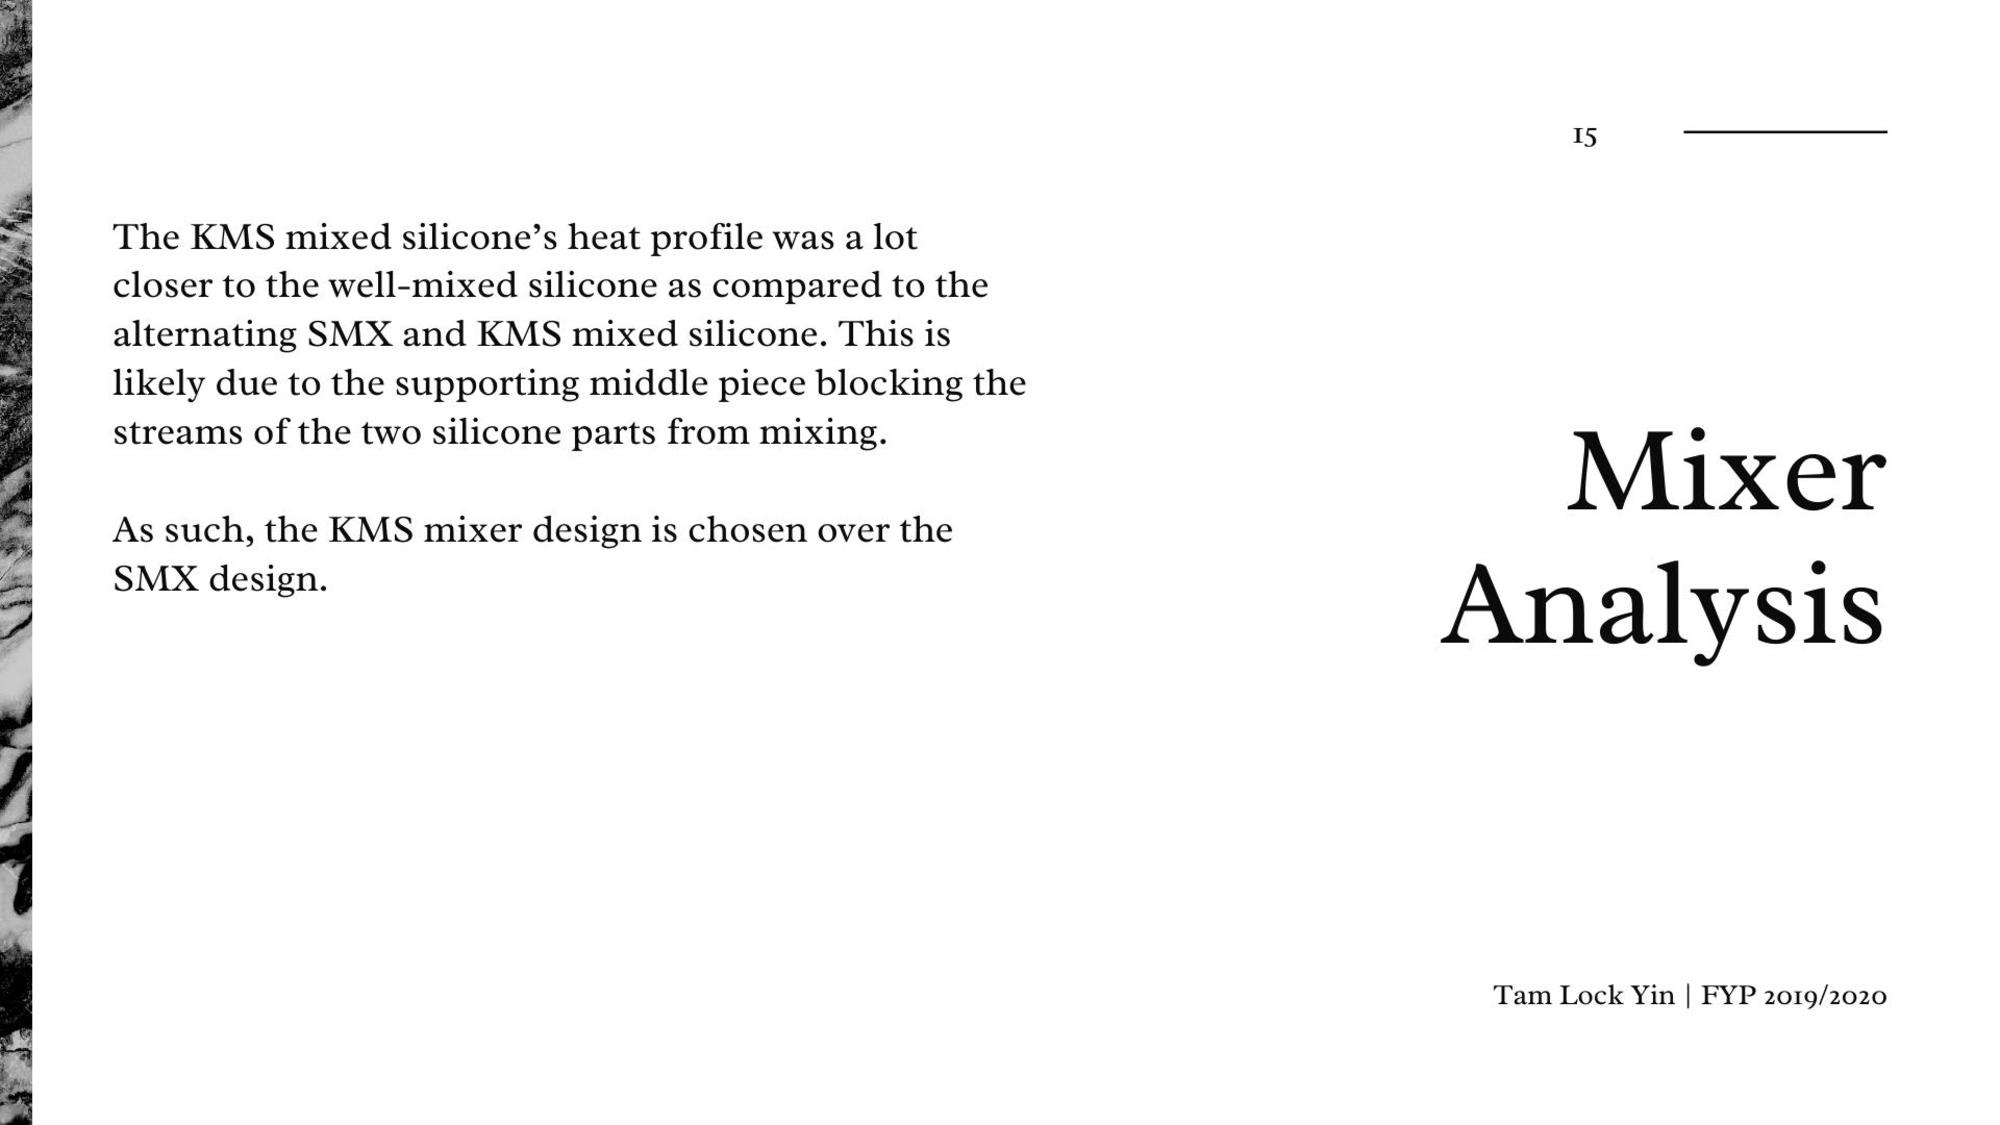 15
The KMS mixed silicone’s heat profile was a lot
closer to the well-mixed silicone as compared to the
alternating SMX and KMS mixed silicone. This is
likely due to the supporting middle piece blocking the
streams of the two silicone parts from mixing.
As such, the KMS mixer design is chosen over the
SMX design.
Mixer
Analysis
Tam Lock Yin | FYP 2019/2020